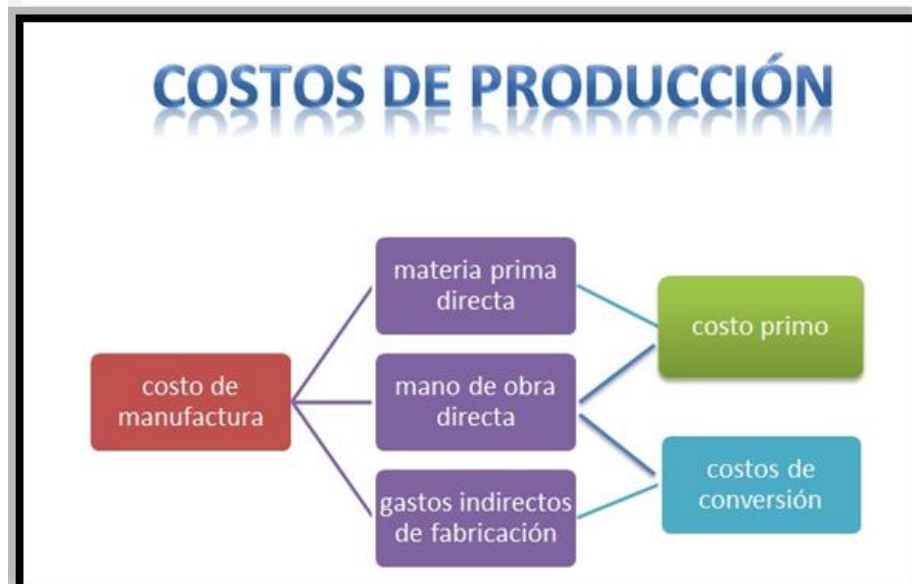 COSTOS DE PRODUCCIÓN
costo de
manufactura
materia prima
directa
mano de obra
directa
gastos indirectos
de fabricación
costo primo
costos de
conversión